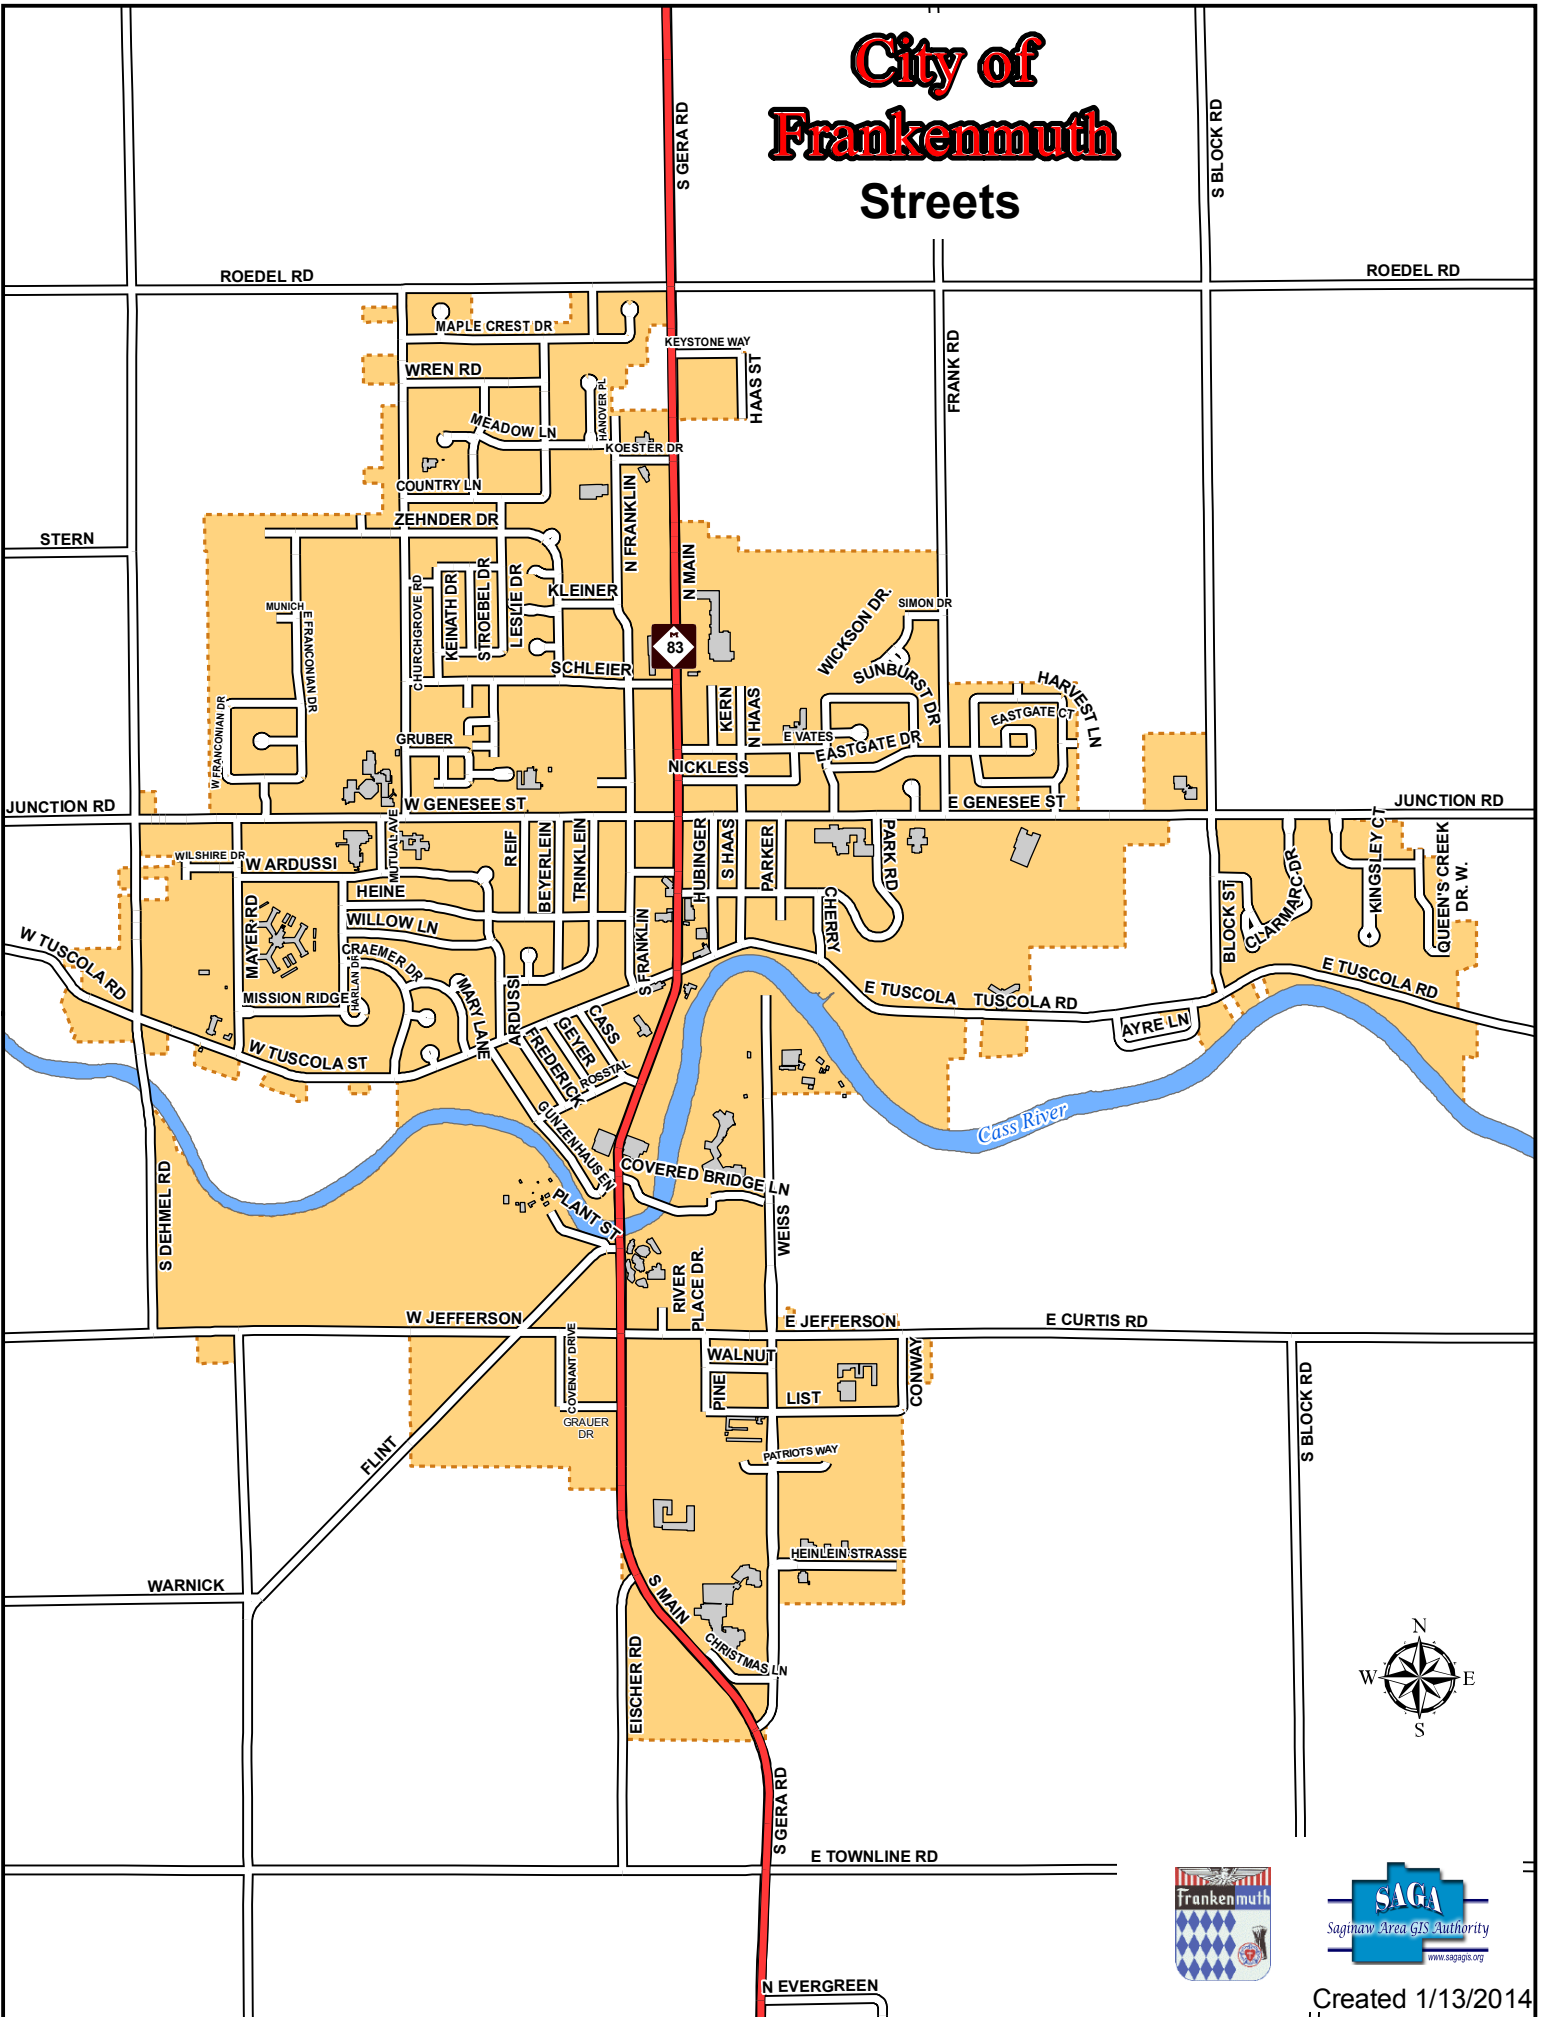 City of
Frankenmuth
Streets
S GERA RD
S BLOCK RD
ROEDEL RD
ROEDEL RD
MAPLE CREST DR
KEYSTONE WAY
WREN RD
HAAS ST
FRANK RD
HANOVER PL
MEADOW LN
KOESTER DR
COUNTRY LN
ZEHNDER DR
N FRANKLIN
STERN
N MAIN
CHURCHGROVE RD
KEINATH DR
STROEBEL DR
LESLIE DR
KLEINER
MUNICH
E FRANCONIAN DR
WICKSON DR.
SIMON DR
M
83
SCHLEIER
SUNBURST DR
HARVEST LN
W FRANCONIAN DR
KERN
N HAAS
EASTGATE CT
GRUBER
E VATES
EASTGATE DR
NICKLESS
JUNCTION RD
W GENESEE ST
E GENESEE ST
JUNCTION RD
MUTUAL AVE
WILSHIRE DR
W ARDUSSI
REIF
BEYERLEIN
TRINKLEIN
HUBINGER
S HAAS
PARKER
PARK RD
KINGSLEY CT
QUEEN'S CREEK
DR. W.
CLARMARC DR
BLOCK ST
HEINE
WILLOW LN
MAYER RD
CHERRY
W TUSCOLA RD
CRAEMER DR
HARLAN DR
S FRANKLIN
MISSION RIDGE
MARY LANE
ARDUSSI
E TUSCOLA
TUSCOLA RD
E TUSCOLA RD
AYRE LN
W TUSCOLA ST
CASS
GEYER
FREDERICK
ROSSTAL
GUNZENHAUSEN
Cass River
COVERED BRIDGE LN
PLANT ST
S DEHMEL RD
WEISS
RIVER
PLACE DR.
W JEFFERSON
E JEFFERSON
E CURTIS RD
COVENANT DRIVE
WALNUT
PINE
LIST
CONWAY
GRAUER
DR
S BLOCK RD
FLINT
PATRIOTS WAY
HEINLEIN STRASSE
WARNICK
S MAIN
CHRISTMAS LN
EISCHER RD
N
W
E
S
S GERA RD
E TOWNLINE RD
Frankenmuth
SAGA
Saginaw Area GIS Authority
www.sagagis.org
N EVERGREEN
Created 1/13/2014